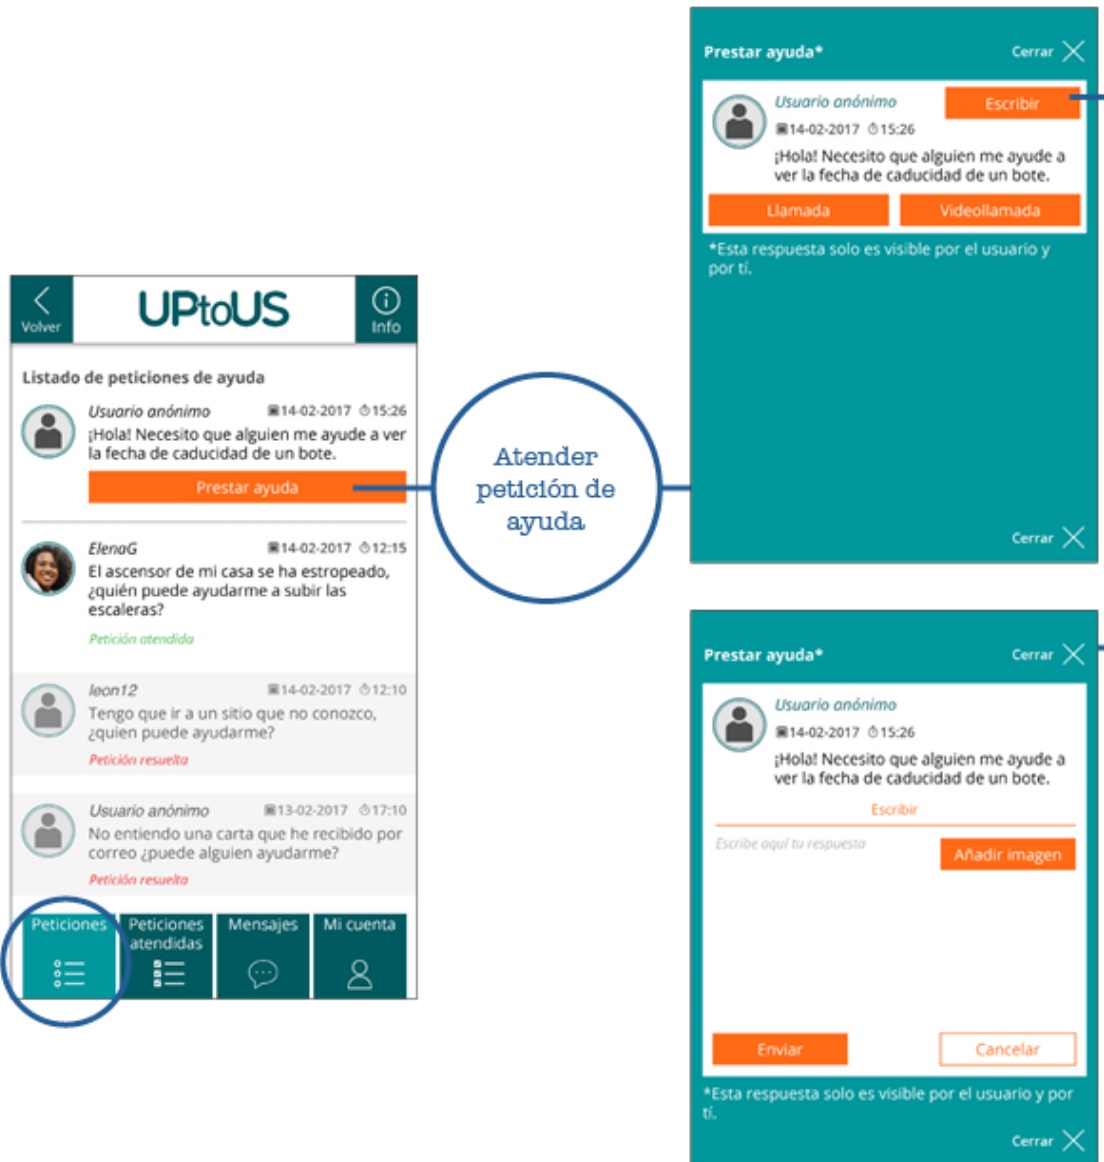 Volver
UPtoUS
Info
Listado de peticiones de ayuda
Usuario anónimo 14-02-2017 15:26
¡Hola! Necesito que alguien me ayude a ver
la fecha de caducidad de un bote.
Prestar ayuda
ElenaG 14-02-2017 12:15
El ascensor de mi casa se ha estropeado,
¿quién puede ayudarme a subir las
escaleras?
Petición atendida
leon12 14-02-2017 12:10
Tengo que ir a un sitio que no conozco,
¿quien puede ayudarme?
Petición resuelta
Usuario anónimo 13-02-2017 17:10
No entiendo una carta que he recibido por
correo ¿puede alguien ayudarme?
Petición resuelta
Peticiones
Peticiones
atendidas
Mensajes
Mi cuenta
Atender
petición de
ayuda
Prestar ayuda* Cerrar
Usuario anónimo
Escribir
14-02-2017 15:26
¡Hola! Necesito que alguien me ayude a
ver la fecha de caducidad de un bote.
Llamada
Videollamada
*Esta respuesta solo es visible por el usuario y
por tí.
Cerrar
Prestar ayuda* Cerrar
Usuario anónimo
14-02-2017 15:26
¡Hola! Necesito que alguien me ayude a
ver la fecha de caducidad de un bote.
Escribir
Escribe aquí tu respuesta
Añadir imagen
Enviar
Cancelar
*Esta respuesta solo es visible por el usuario y por
tí.
Cerrar